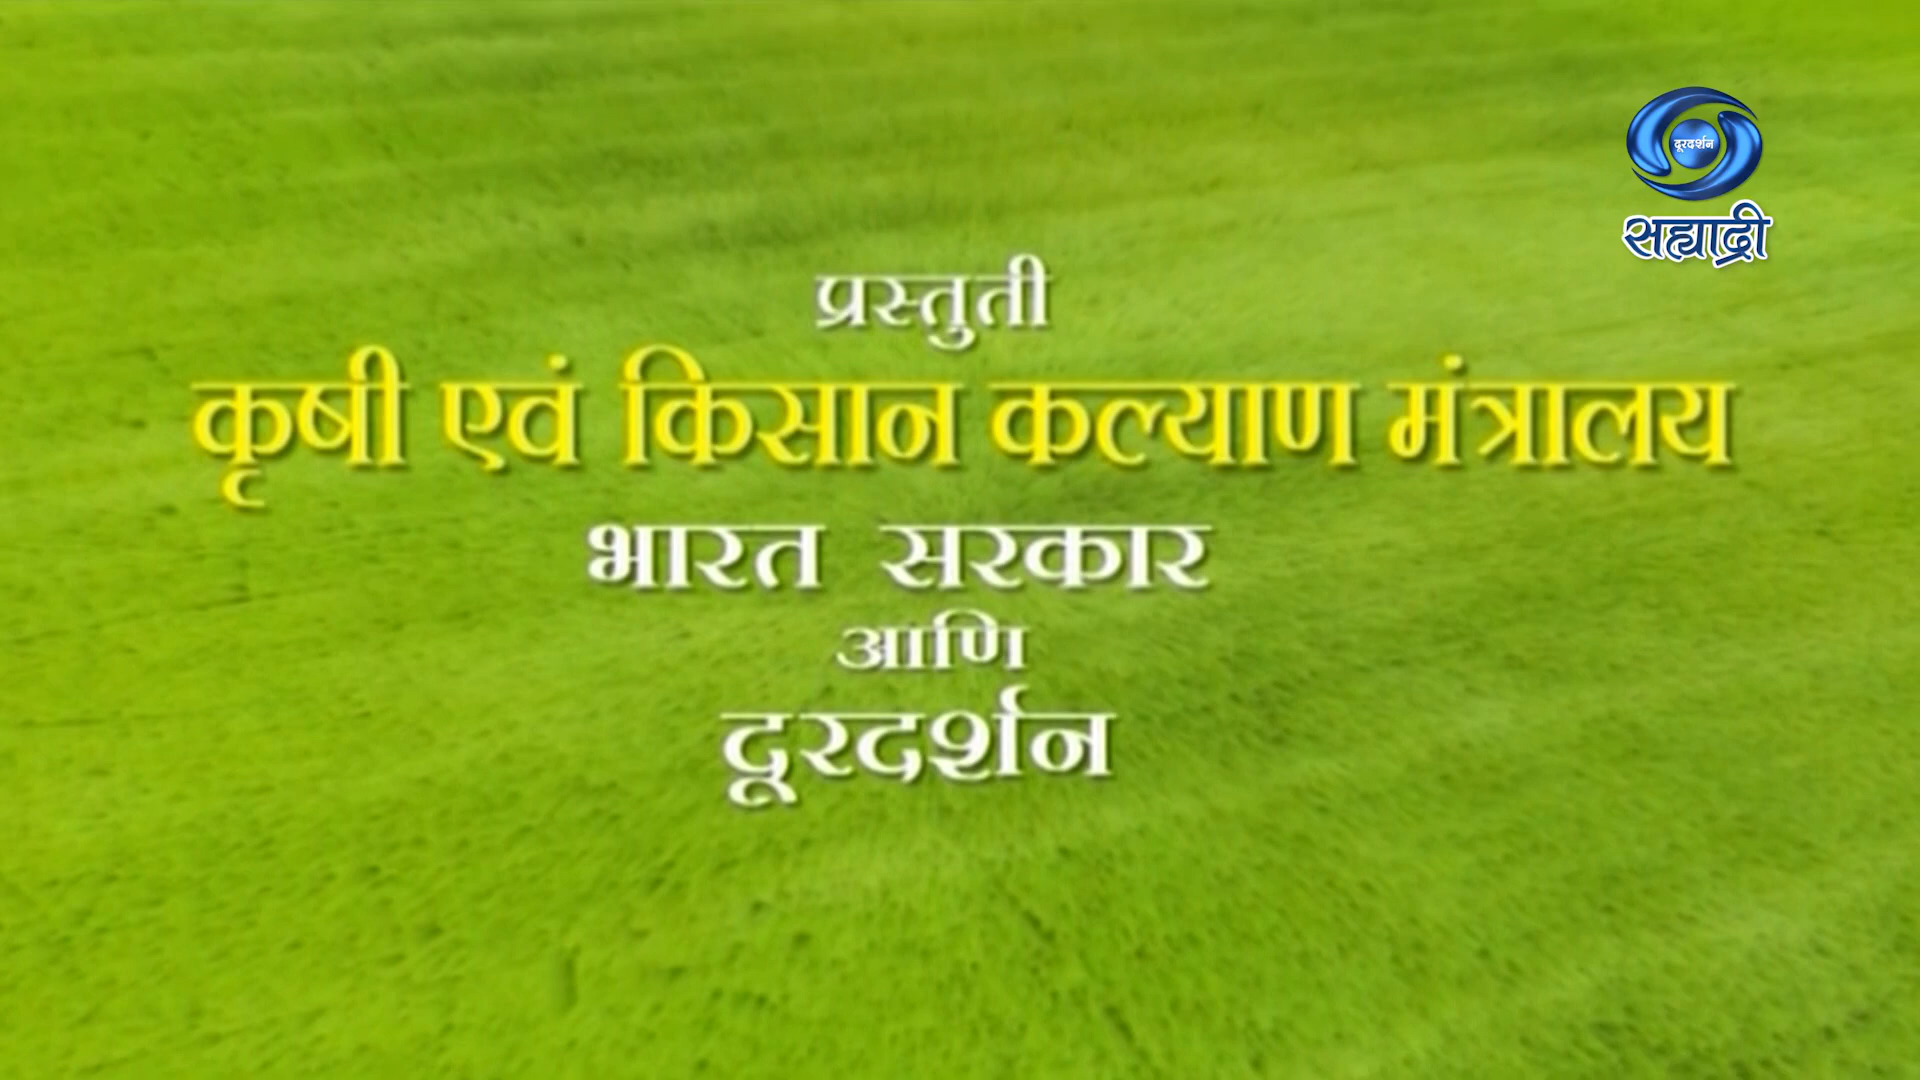 दूरदर्शन
सह्याद्री
प्रस्तुती
कृषी एवं किसान कल्याण मंत्रालय
भारत सरकार
आणि
दूरदर्शन